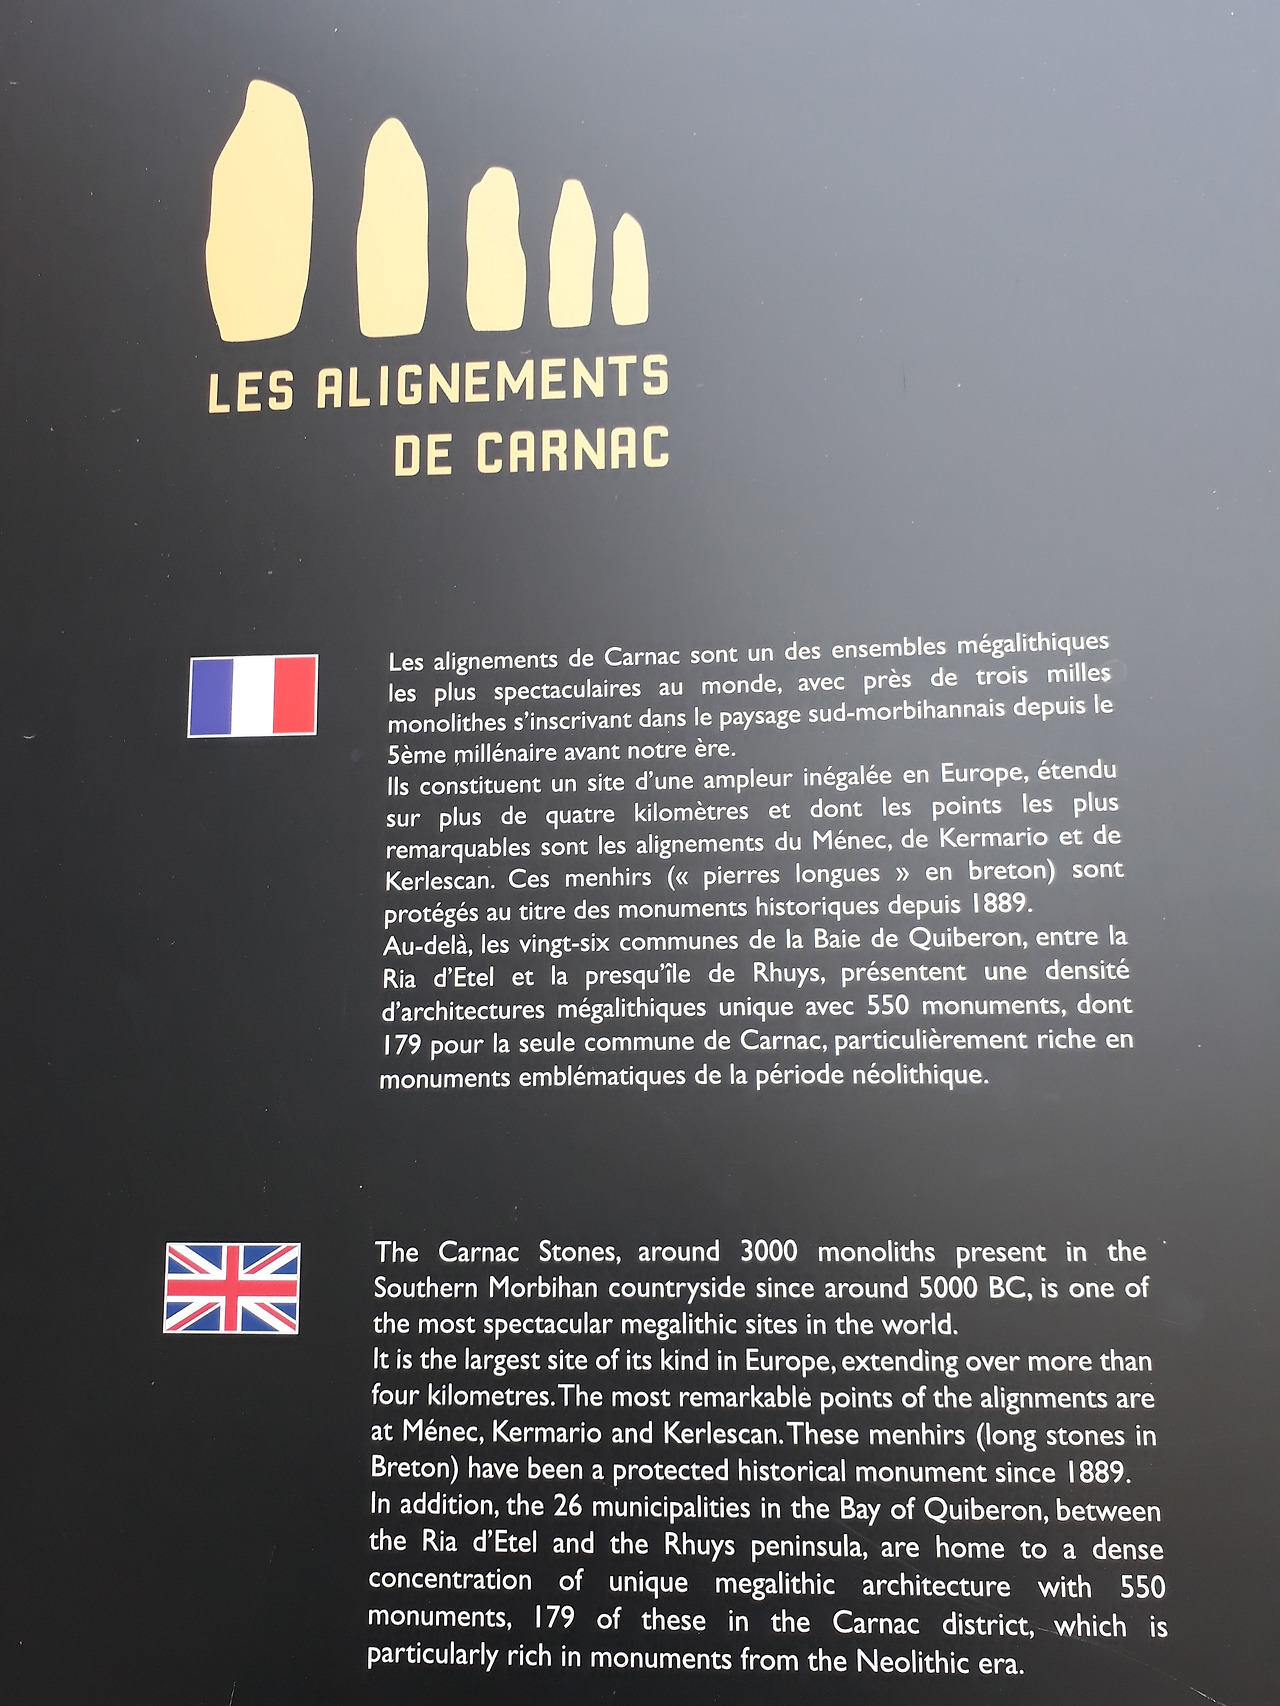 LES ALIGNEMENTS
DE CARNAC
Les alignements de Carnac sont un des ensembles mégalithiques
les plus spectaculaires au monde, avec près de trois milles
monolithes s'inscrivant dans le paysage sud-morbihannais depuis le
5ème millénaire avant notre ère.
Ils constituent un site d'une ampleur inégalée en Europe, étendu
sur plus de quatre kilomètres et dont les points les plus
remarquables sont les alignements du Ménec, de Kermario et de
Kerlescan. Ces menhirs (« pierres longues » en breton) sont
protégés au titre des monuments historiques depuis 1889.
Au-delà, les vingt-six communes de la Baie de Quiberon, entre la
Ria d'Etel et la presqu'île de Rhuys, présentent une densité
d'architectures mégalithiques unique avec 550 monuments, dont
179 pour la seule commune de Carnac, particulièrement riche en
monuments emblématiques de la période néolithique.
The Carnac Stones, around 3000 monoliths present in the
Southern Morbihan countryside since around 5000 BC, is one of
the most spectacular megalithic sites in the world.
It is the largest site of its kind in Europe, extending over more than
four kilometres. The most remarkable points of the alignments are
at Ménec, Kermario and Kerlescan. These menhirs (long stones in
Breton) have been a protected historical monument since 1889.
In addition, the 26 municipalities in the Bay of Quiberon, between
the Ria d'Etel and the Rhuys peninsula, are home to a dense
concentration of unique megalithic architecture with 550
monuments, 179 of these in the Carnac district, which is
particularly rich in monuments from the Neolithic era.